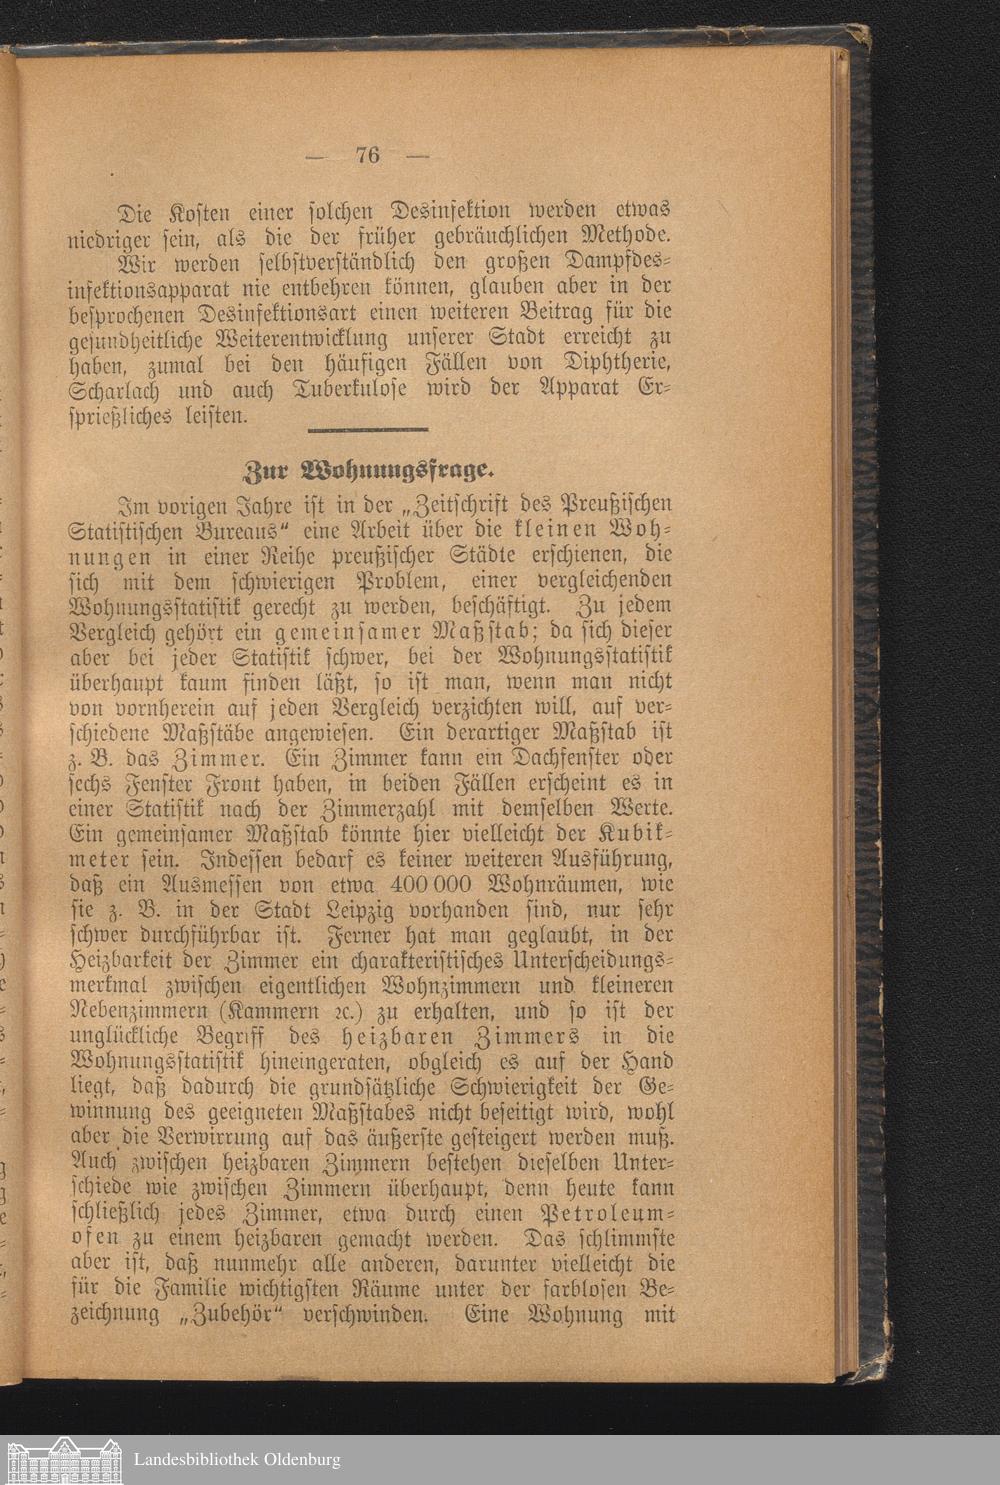 — 76 —
Die Kosten einer solchen Desinfektion werden etwas
niedriger sein, als die der früher gebräuchlichen Methode.
Wir werden selbstverständlich den großen Dampfdes-
infektionsapparat nie entbehren können, glauben aber in der
besprochenen Desinfektionsart einen weiteren Beitrag für die
gesundheitliche Weiterentwicklung unserer Stadt erreicht zu
haben, zumal bei den häufigen Fällen von Diphtherie,
Scharlach und auch Tuberkulose wird der Apparat Er-
sprießliches leisten.
Zur Wohnungsfrage.
Im vorigen Jahre ist in der „Zeitschrift des Preußischen
Statistischen Bureaus“ eine Arbeit über die kleinen Woh-
nungen in einer Reihe preußischer Städte erschienen, die
sich mit dem schwierigen Problem, einer vergleichenden
Wohnungsstatistik gerecht zu werden, beschäftigt. Zu jedem
Vergleich gehört ein gemeinsamer Maßstab; da sich dieser
aber bei jeder Statistik schwer, bei der Wohnungsstatistik
überhaupt kaum finden läßt, so ist man, wenn man nicht
von vornherein auf jeden Vergleich verzichten will, auf ver-
schiedene Maßstäbe angewiesen. Ein derartiger Maßstab ist
z. B. das Zimmer. Ein Zimmer kann ein Dachfenster oder
sechs Fenster Front haben, in beiden Fällen erscheint es in
einer Statistik nach der Zimmerzahl mit demselben Werte.
Ein gemeinsamer Maßstab könnte hier vielleicht der Kubik-
meter sein. Indessen bedarf es keiner weiteren Ausführung,
daß ein Ausmessen von etwa 400 000 Wohnräumen, wie
sie z. B. in der Stadt Leipzig vorhanden sind, nur sehr
schwer durchführbar ist. Ferner hat man geglaubt, in der
Heizbarkeit der Zimmer ein charakteristisches Unterscheidungs-
merkmal zwischen eigentlichen Wohnzimmern und kleineren
Nebenzimmern (Kammern ꝛc.) zu erhalten, und so ist der
unglückliche Begriff des heizbaren Zimmers in die
Wohnungsstatistik hineingeraten, obgleich es auf der Hand
liegt, daß dadurch die grundsätzliche Schwierigkeit der Ge-
winnung des geeigneten Maßstabes nicht beseitigt wird, wohl
aber die Verwirrung auf das äußerste gesteigert werden muß.
Auch zwischen heizbaren Zimmern bestehen dieselben Unter-
schiede wie zwischen Zimmern überhaupt, denn heute kann
schließlich jedes Zimmer, etwa durch einen Petroleum-
ofen zu einem heizbaren gemacht werden. Das schlimmste
aber ist, daß nunmehr alle anderen, darunter vielleicht die
für die Familie wichtigsten Räume unter der farblosen Be-
zeichnung „Zubehör“ verschwinden. Eine Wohnung mit
Landesbibliothek Oldenburg